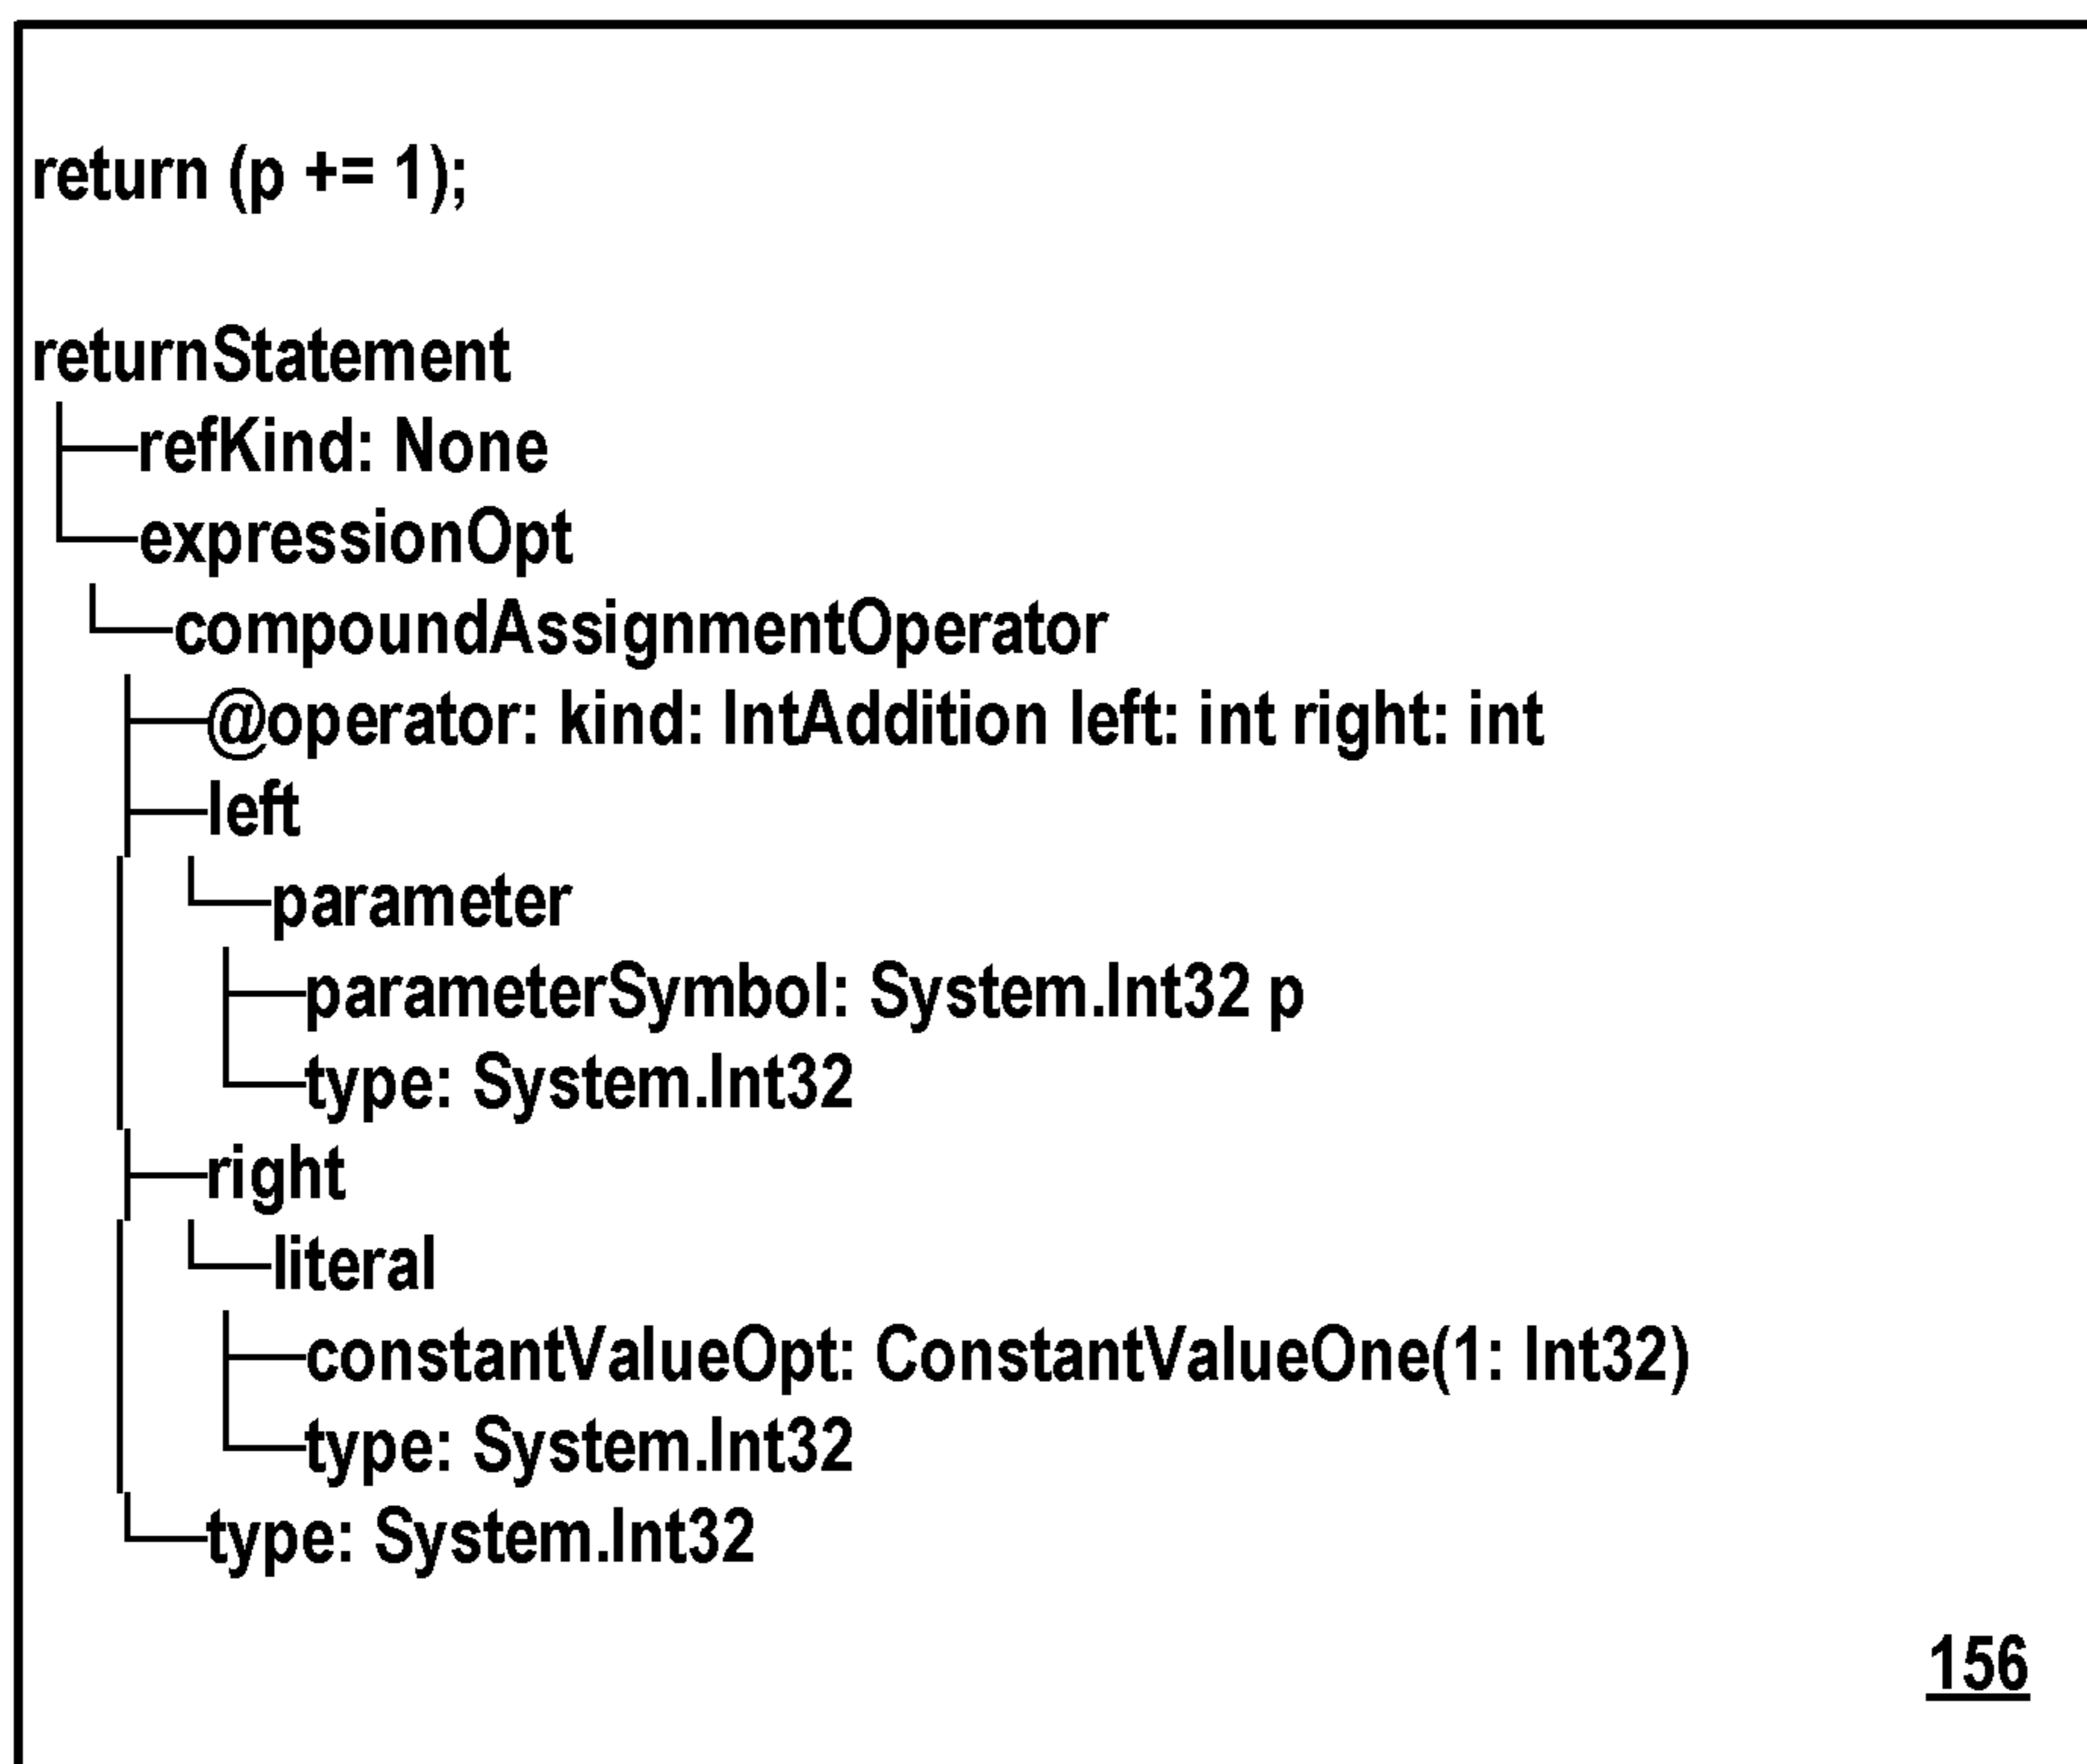 return (p += 1);
returnStatement
refKind: None
expressionOpt
compoundAssignmentOperator
@operator: kind: IntAddition left: int right: int
left
parameter
parameterSymbol: System.Int32 p
type: System.Int32
right
literal
constantValueOpt: ConstantValueOne(1: Int32)
type: System.Int32
type: System.Int32
156